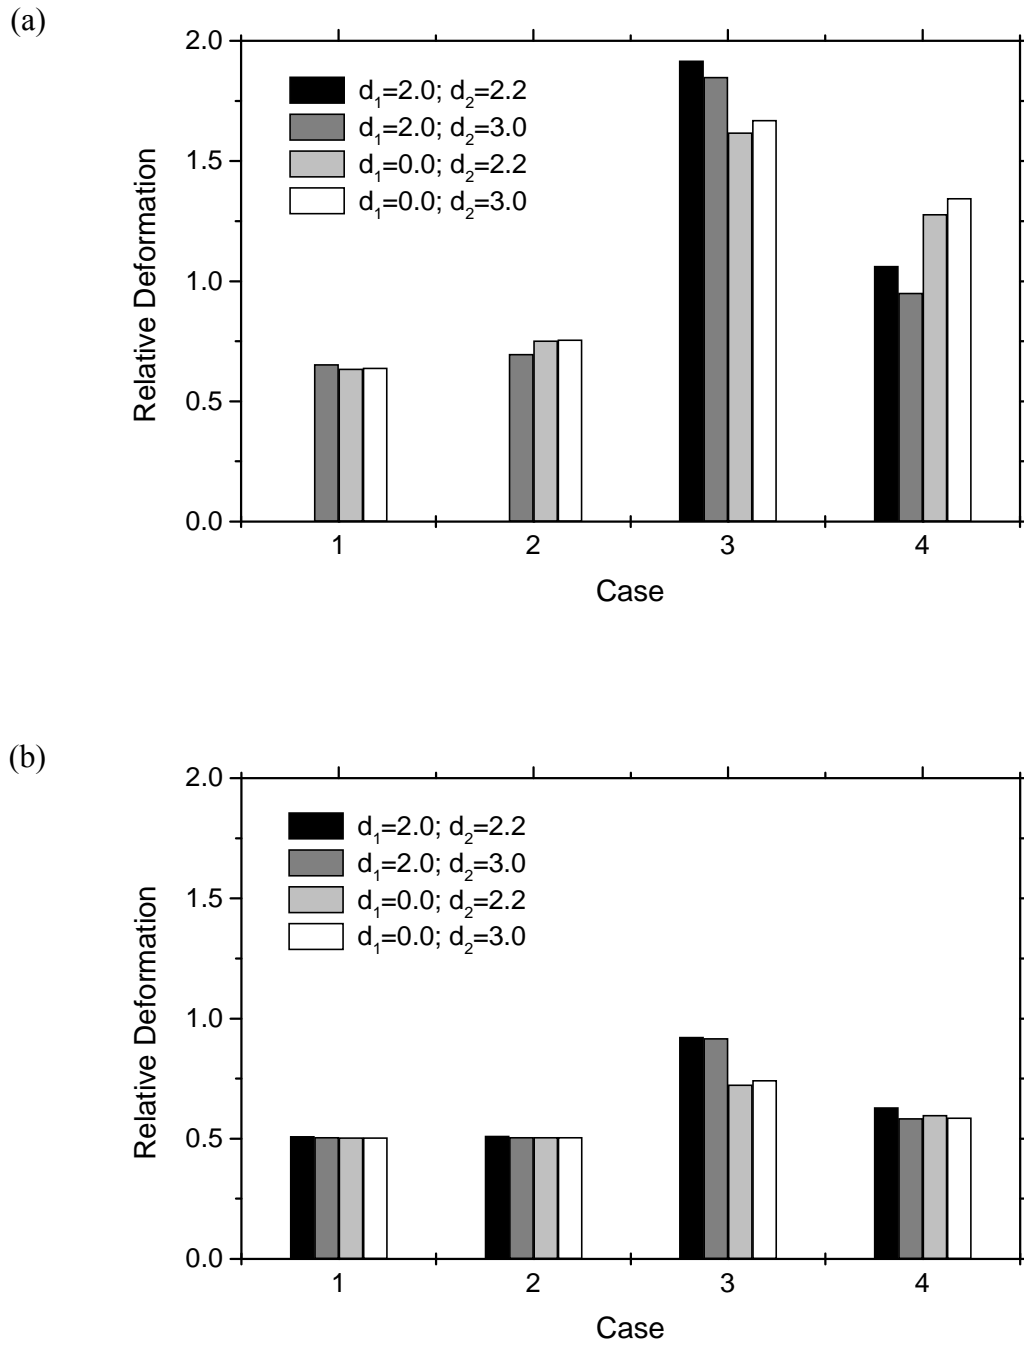 (a)
2.0
1.5
1.0
0.5
0.0
Relative Deformation
d₁=2.0; d₂=2.2
d₁=2.0; d₂=3.0
d₁=0.0; d₂=2.2
d₁=0.0; d₂=3.0
1 2 3 4
Case
(b)
2.0
1.5
1.0
0.5
0.0
Relative Deformation
d₁=2.0; d₂=2.2
d₁=2.0; d₂=3.0
d₁=0.0; d₂=2.2
d₁=0.0; d₂=3.0
1 2 3 4
Case